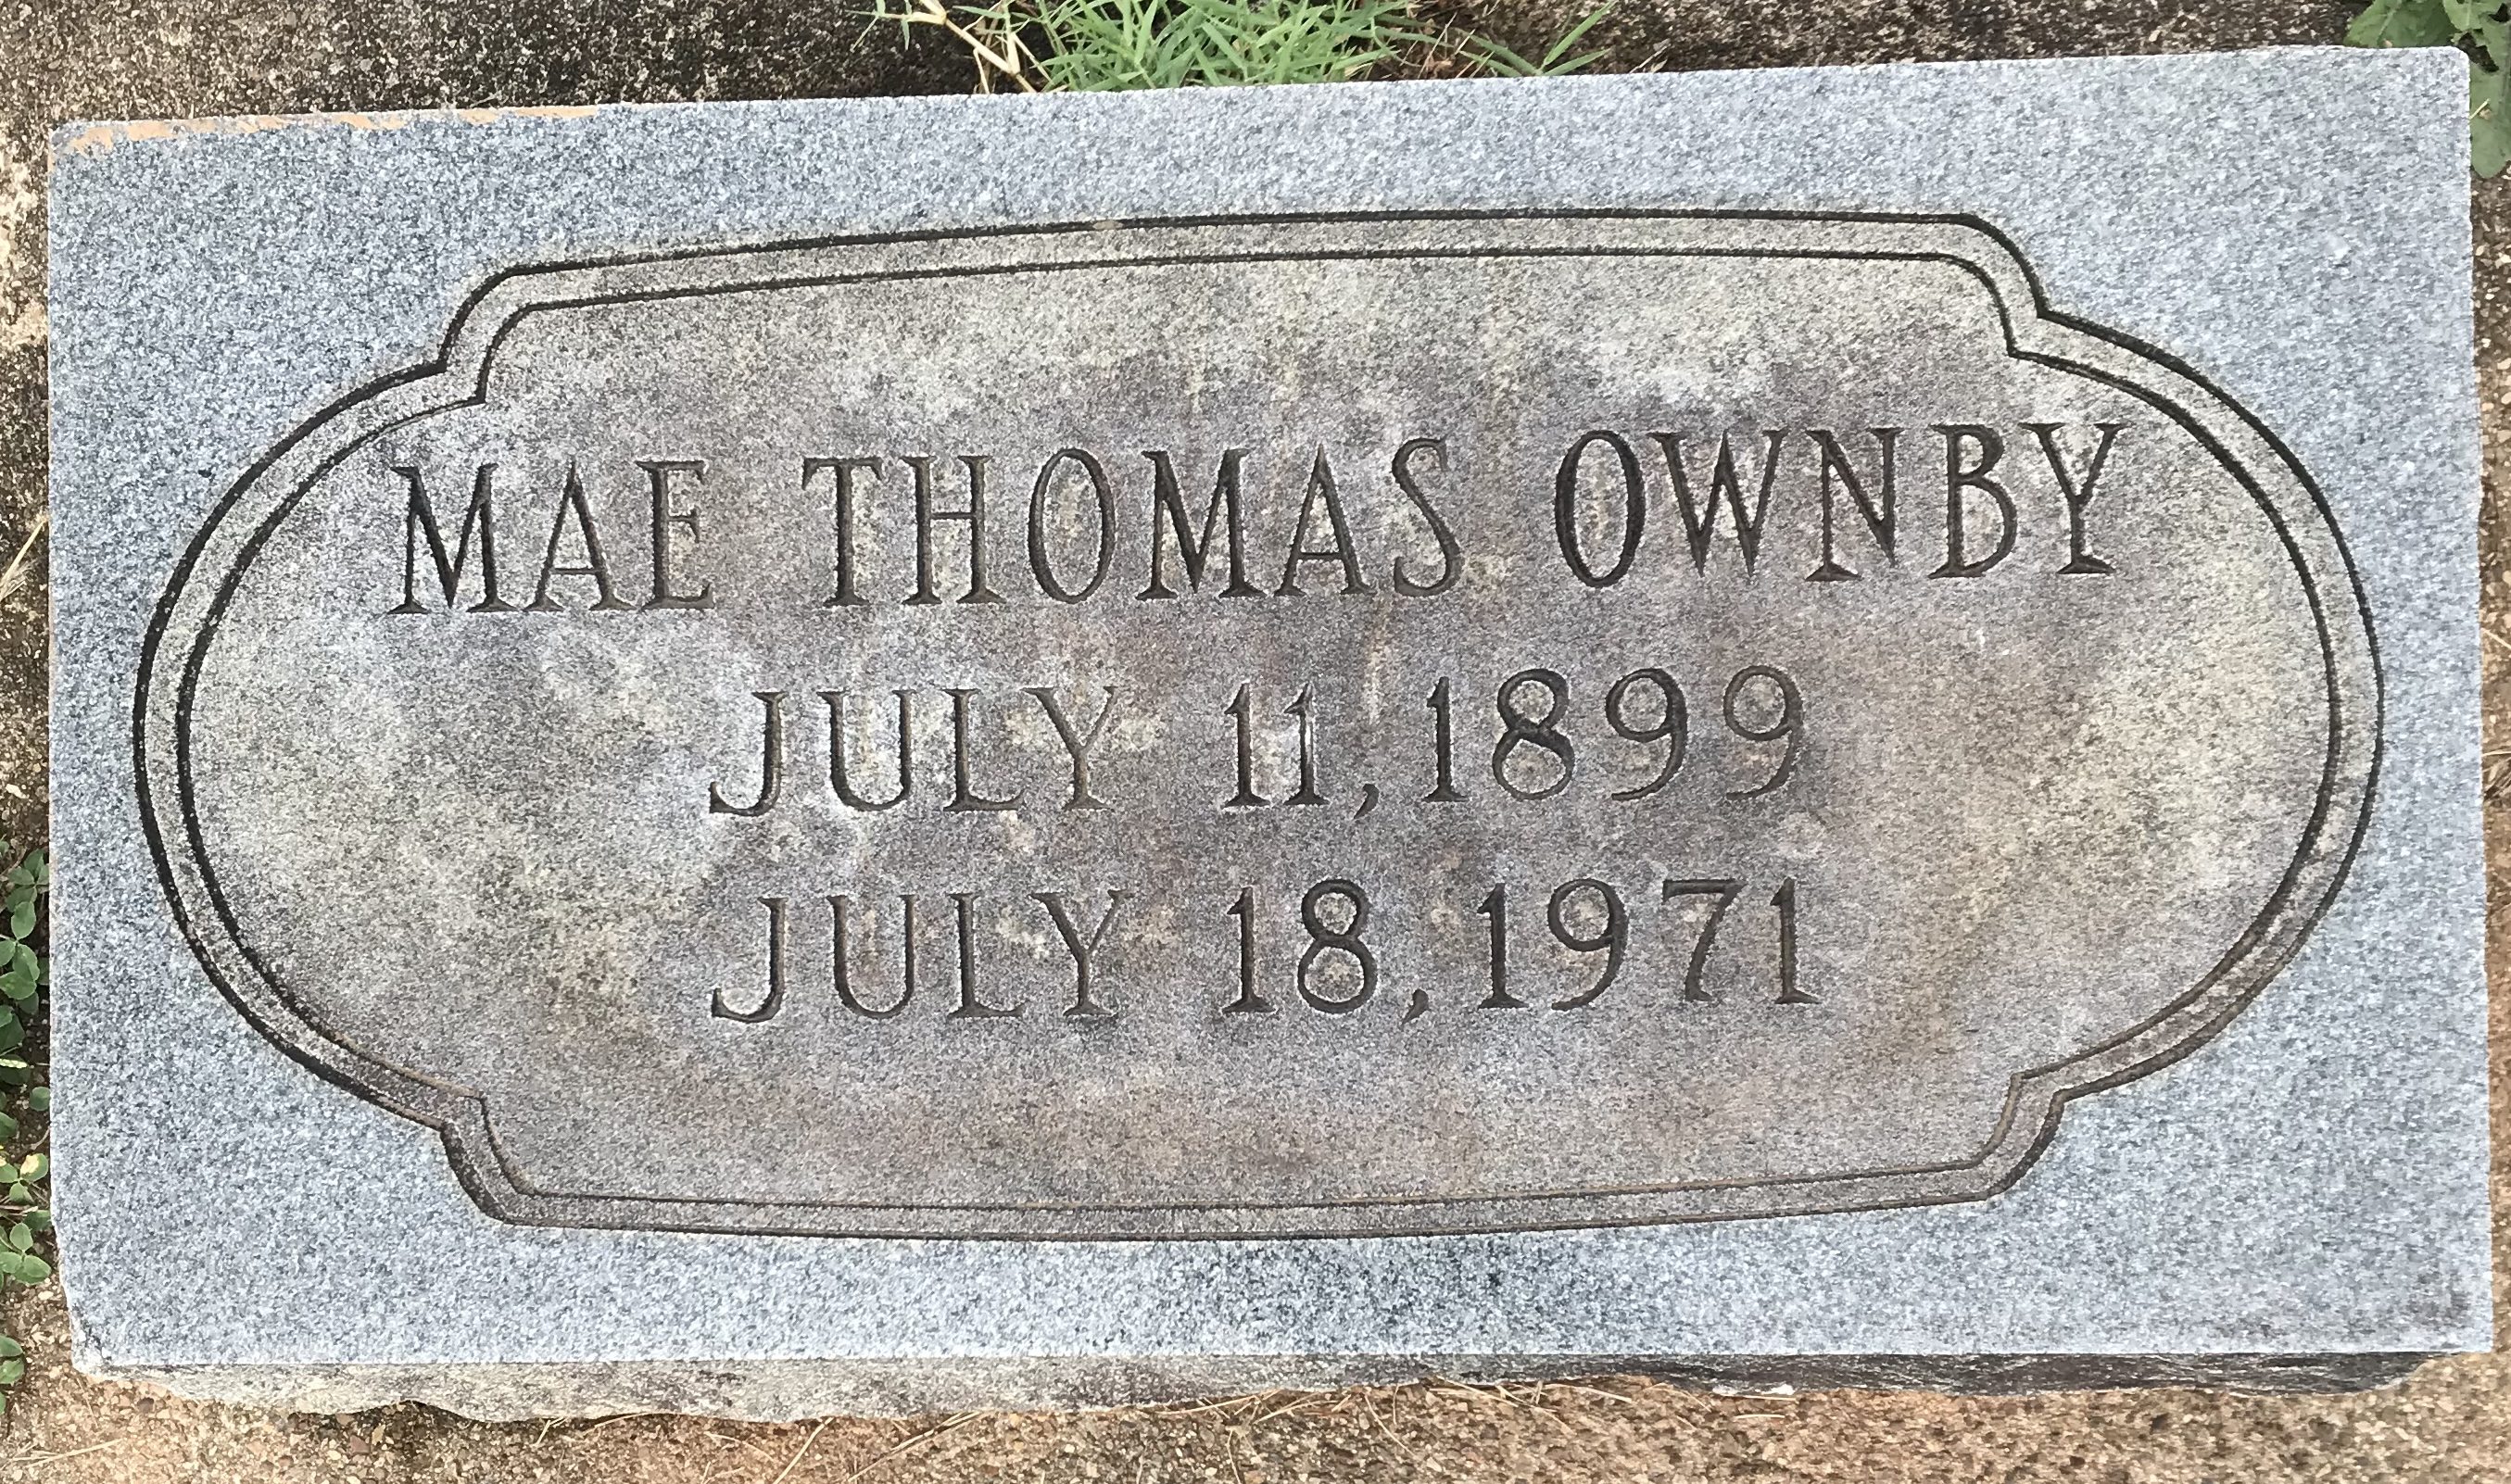 MAE THOMAS OWNBY
JULY 11, 1899
JULY 18, 1971